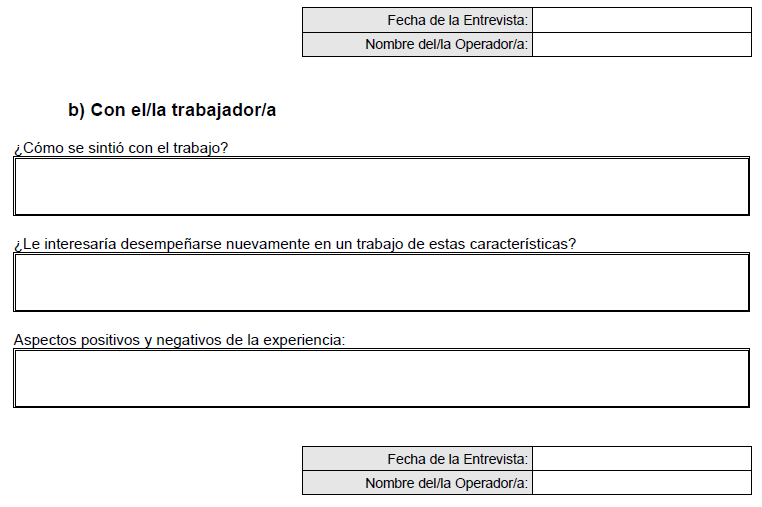 Fecha de la Entrevista:
Nombre del/la Operador/a:
b) Con el/la trabajador/a
¿Cómo se sintió con el trabajo?
¿Le interesaría desempeñarse nuevamente en un trabajo de estas características?
Aspectos positivos y negativos de la experiencia:
Fecha de la Entrevista:
Nombre del/la Operador/a: